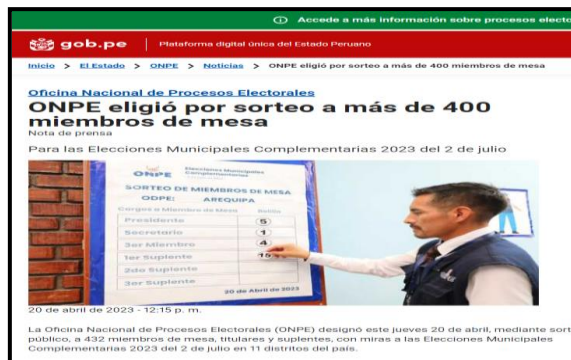 Accede a más información sobre procesos electo
gob.pe
Plataforma digital única del Estado Peruano
Inicio > El Estado > ONPE > Noticias > ONPE eligió por sorteo a más de 400 miembros de mesa
Oficina Nacional de Procesos Electorales
ONPE eligió por sorteo a más de 400
miembros de mesa
Nota de prensa
Para las Elecciones Municipales Complementarias 2023 del 2 de julio
ONPE
Elecciones Municipales
Complementarias
SORTEO DE MIEMBROS DE MESA
ODPE: AREQUIPA
Cargos a Miembro de Mesa Bolillo
Presidente 5
Secretario 1
3er Miembro 4
1er Suplente 15
2do Suplente
3er Suplente
20 de Abril de 2023
20 de abril de 2023 - 12:15 p. m.
La Oficina Nacional de Procesos Electorales (ONPE) designó este jueves 20 de abril, mediante sort
público, a 432 miembros de mesa, titulares y suplentes, con miras a las Elecciones Municipales
Complementarias 2023 del 2 de julio en 11 distritos del país.